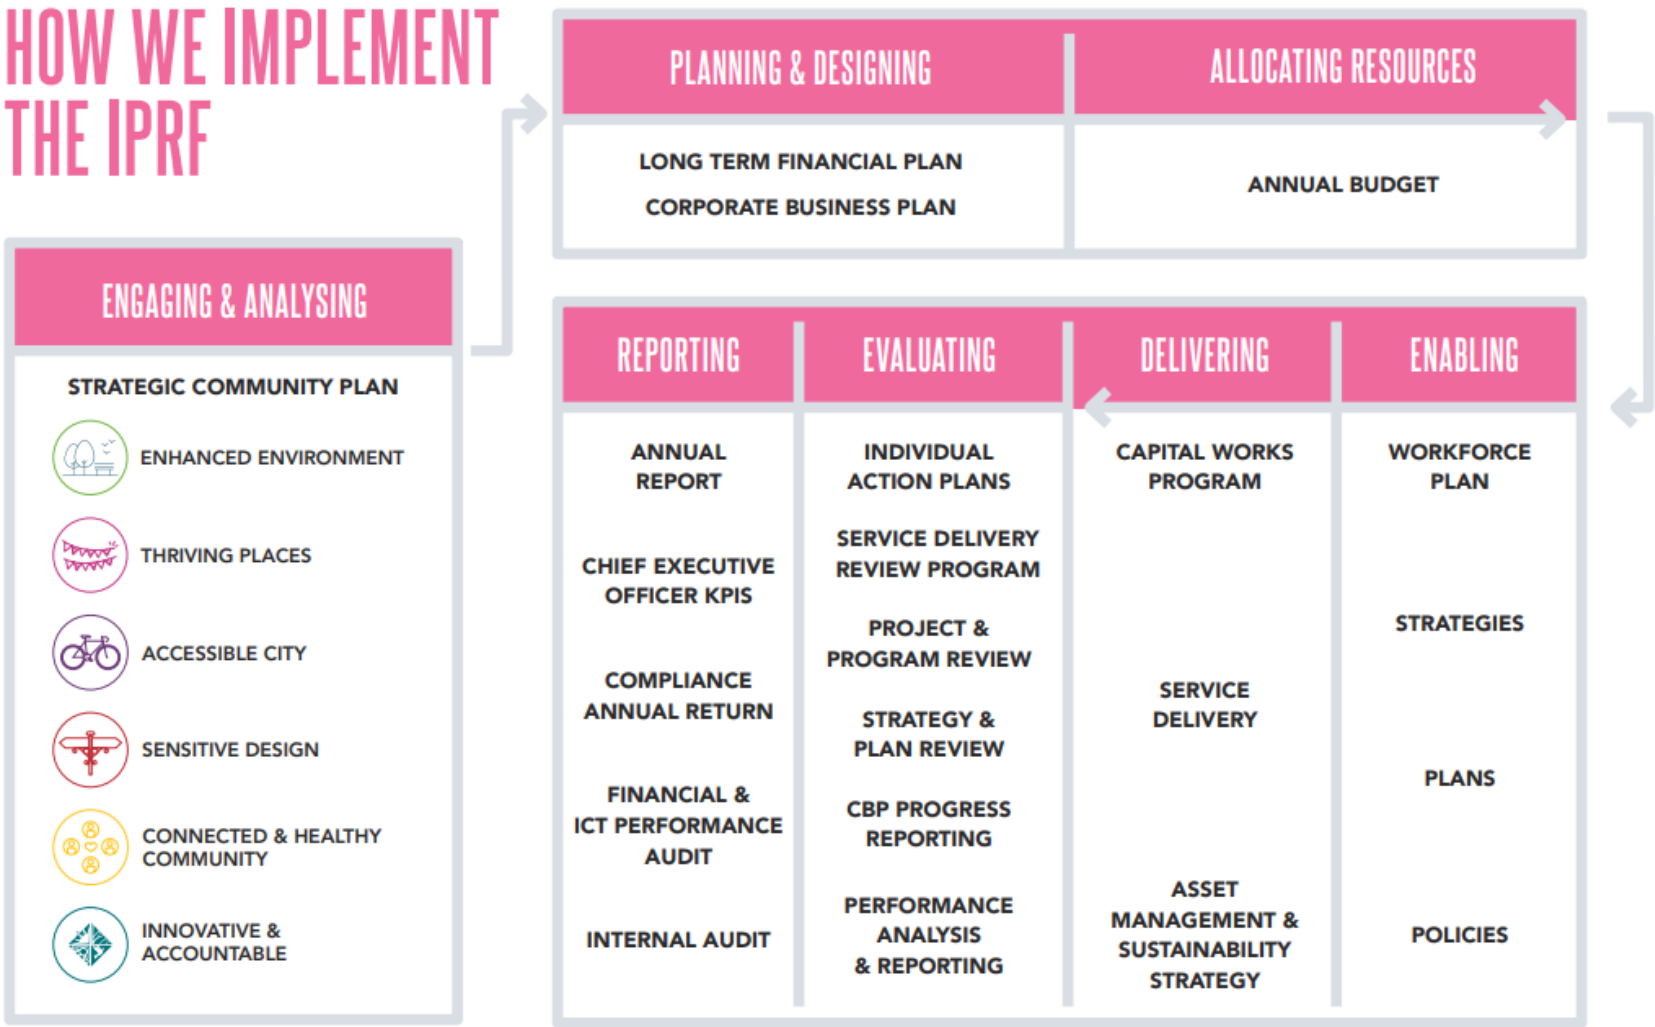 HOW WE IMPLEMENT
THE IPRF
ENGAGING & ANALYSING
STRATEGIC COMMUNITY PLAN
ENHANCED ENVIRONMENT
THRIVING PLACES
ACCESSIBLE CITY
SENSITIVE DESIGN
CONNECTED & HEALTHY
COMMUNITY
INNOVATIVE &
ACCOUNTABLE
PLANNING & DESIGNING
LONG TERM FINANCIAL PLAN
CORPORATE BUSINESS PLAN
ALLOCATING RESOURCES
ANNUAL BUDGET
REPORTING
ANNUAL
REPORT
CHIEF EXECUTIVE
OFFICER KPIS
COMPLIANCE
ANNUAL RETURN
FINANCIAL &
ICT PERFORMANCE
AUDIT
INTERNAL AUDIT
EVALUATING
INDIVIDUAL
ACTION PLANS
SERVICE DELIVERY
REVIEW PROGRAM
PROJECT &
PROGRAM REVIEW
STRATEGY &
PLAN REVIEW
CBP PROGRESS
REPORTING
PERFORMANCE
ANALYSIS
& REPORTING
DELIVERING
CAPITAL WORKS
PROGRAM
SERVICE
DELIVERY
ASSET
MANAGEMENT &
SUSTAINABILITY
STRATEGY
ENABLING
WORKFORCE
PLAN
STRATEGIES
PLANS
POLICIES